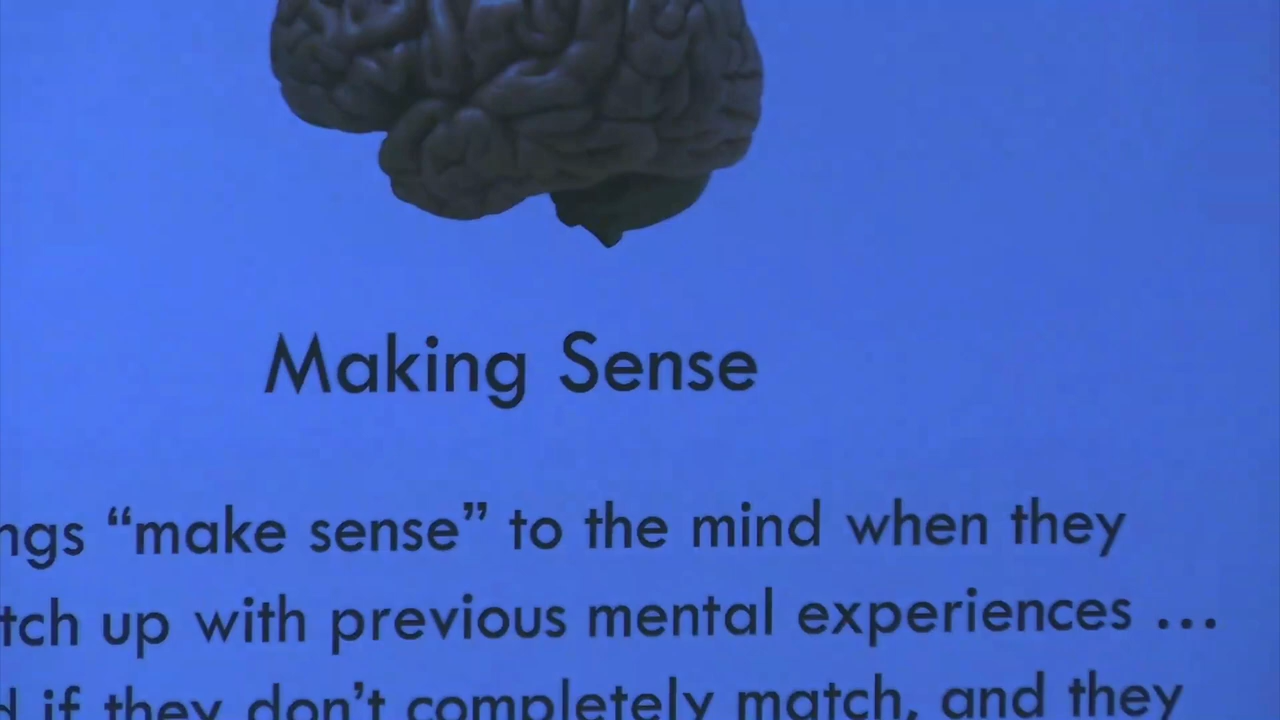 Making Sense
ngs “make sense” to the mind when they
tch up with previous mental experiences ...
d if they don’t completely match, and they